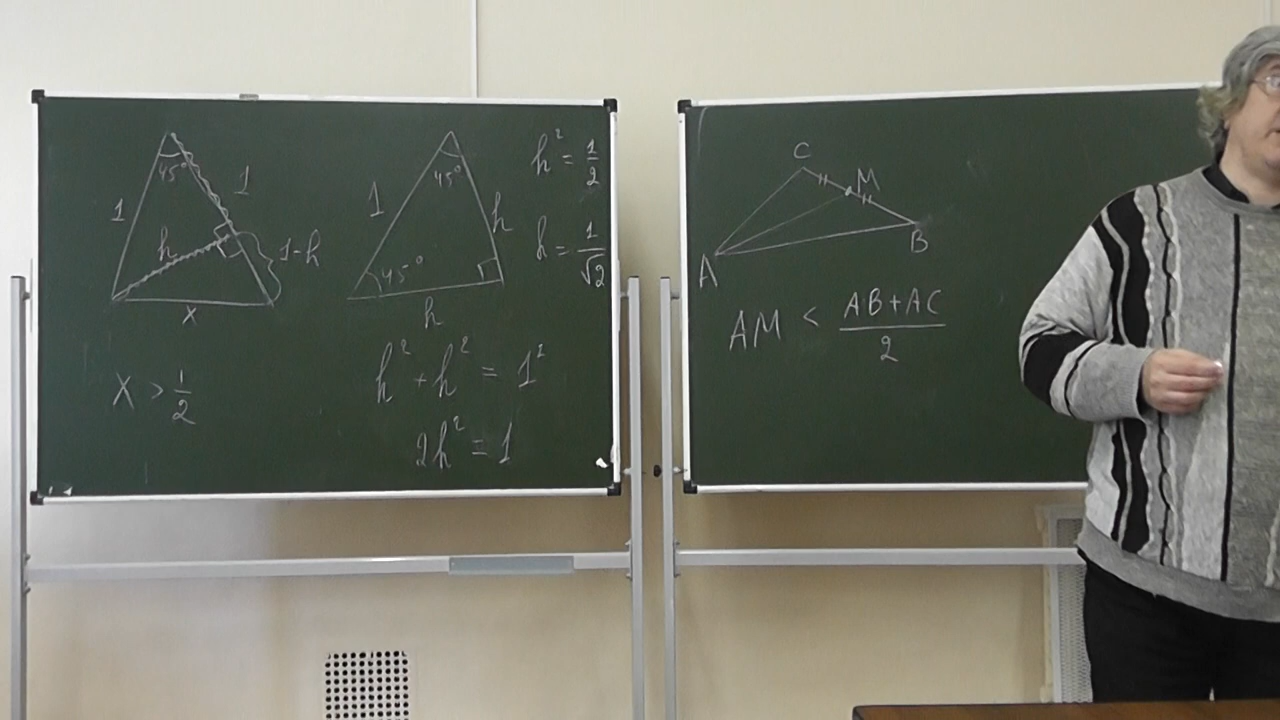 45°
1
1
h
1-h
x
x > 1/2
45°
1
h
45°
h
h² + h² = 1²
2h² = 1
h² = 1/2
h = 1/√2
C
M
A
B
AM < (AB+AC)/2